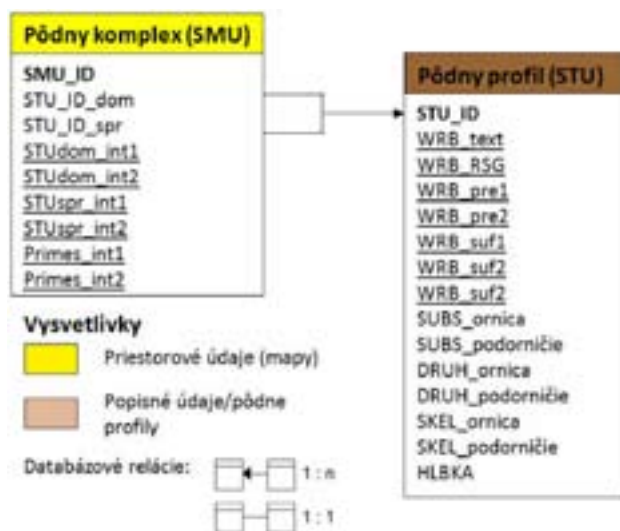 Pôdny komplex (SMU)
SMU_ID
STU_ID_dom
STU_ID_spr
STUdom_int1
STUdom_int2
STUspr_int1
STUspr_int2
Primes_int1
Primes_int2
Pôdny profil (STU)
STU_ID
WRB_text
WRB_RSG
WRB_pre1
WRB_pre2
WRB_suf1
WRB_suf2
WRB_suf2
SUBS_ornica
SUBS_podorničie
DRUH_ornica
DRUH_podorničie
SKEL_ornica
SKEL_podorničie
HLBKA
Vysvetlivky
Priestorové údaje (mapy)
Popisné údaje/pôdne
profily
Databázové relácie:
1 : n
1 : 1